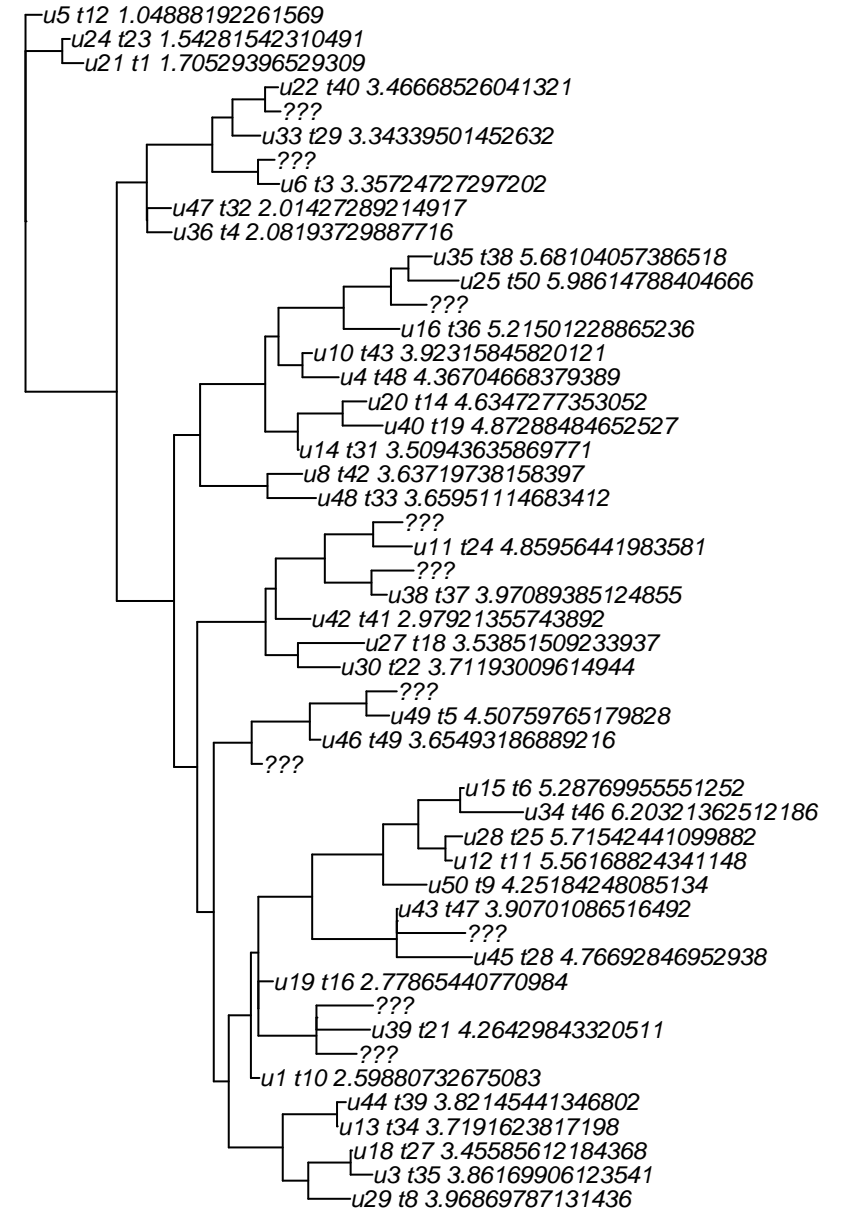 u5 t12 1.04888192261569
u24 t23 1.54281542310491
u21 t1 1.70529396529309
u22 t40 3.46668526041321
???
u33 t29 3.34339501452632
???
u6 t3 3.35724727297202
u47 t32 2.01427289214917
u36 t4 2.08193729887716
u35 t38 5.68104057386518
u25 t50 5.98614788404666
???
u16 t36 5.21501228865236
u10 t43 3.92315845820121
u4 t48 4.36704668379389
u20 t14 4.6347277353052
u40 t19 4.87288484652527
u14 t31 3.50943635869771
u8 t42 3.63719738158397
u48 t33 3.65951114683412
???
u11 t24 4.85956441983581
???
u38 t37 3.97089385124855
u42 t41 2.97921355743892
u27 t18 3.53851509233937
u30 t22 3.71193009614944
???
u49 t5 4.50759765179828
u46 t49 3.65493186889216
???
u15 t6 5.28769955551252
u34 t46 6.20321362512186
u28 t25 5.71542441099882
u12 t11 5.56168824341148
u50 t9 4.25184248085134
u43 t47 3.90701086516492
???
u45 t28 4.76692846952938
u19 t16 2.77865440770984
???
u39 t21 4.26429843320511
???
u1 t10 2.59880732675083
u44 t39 3.82145441346802
u13 t34 3.7191623817198
u18 t27 3.45585612184368
u3 t35 3.86169906123541
u29 t8 3.96869787131436